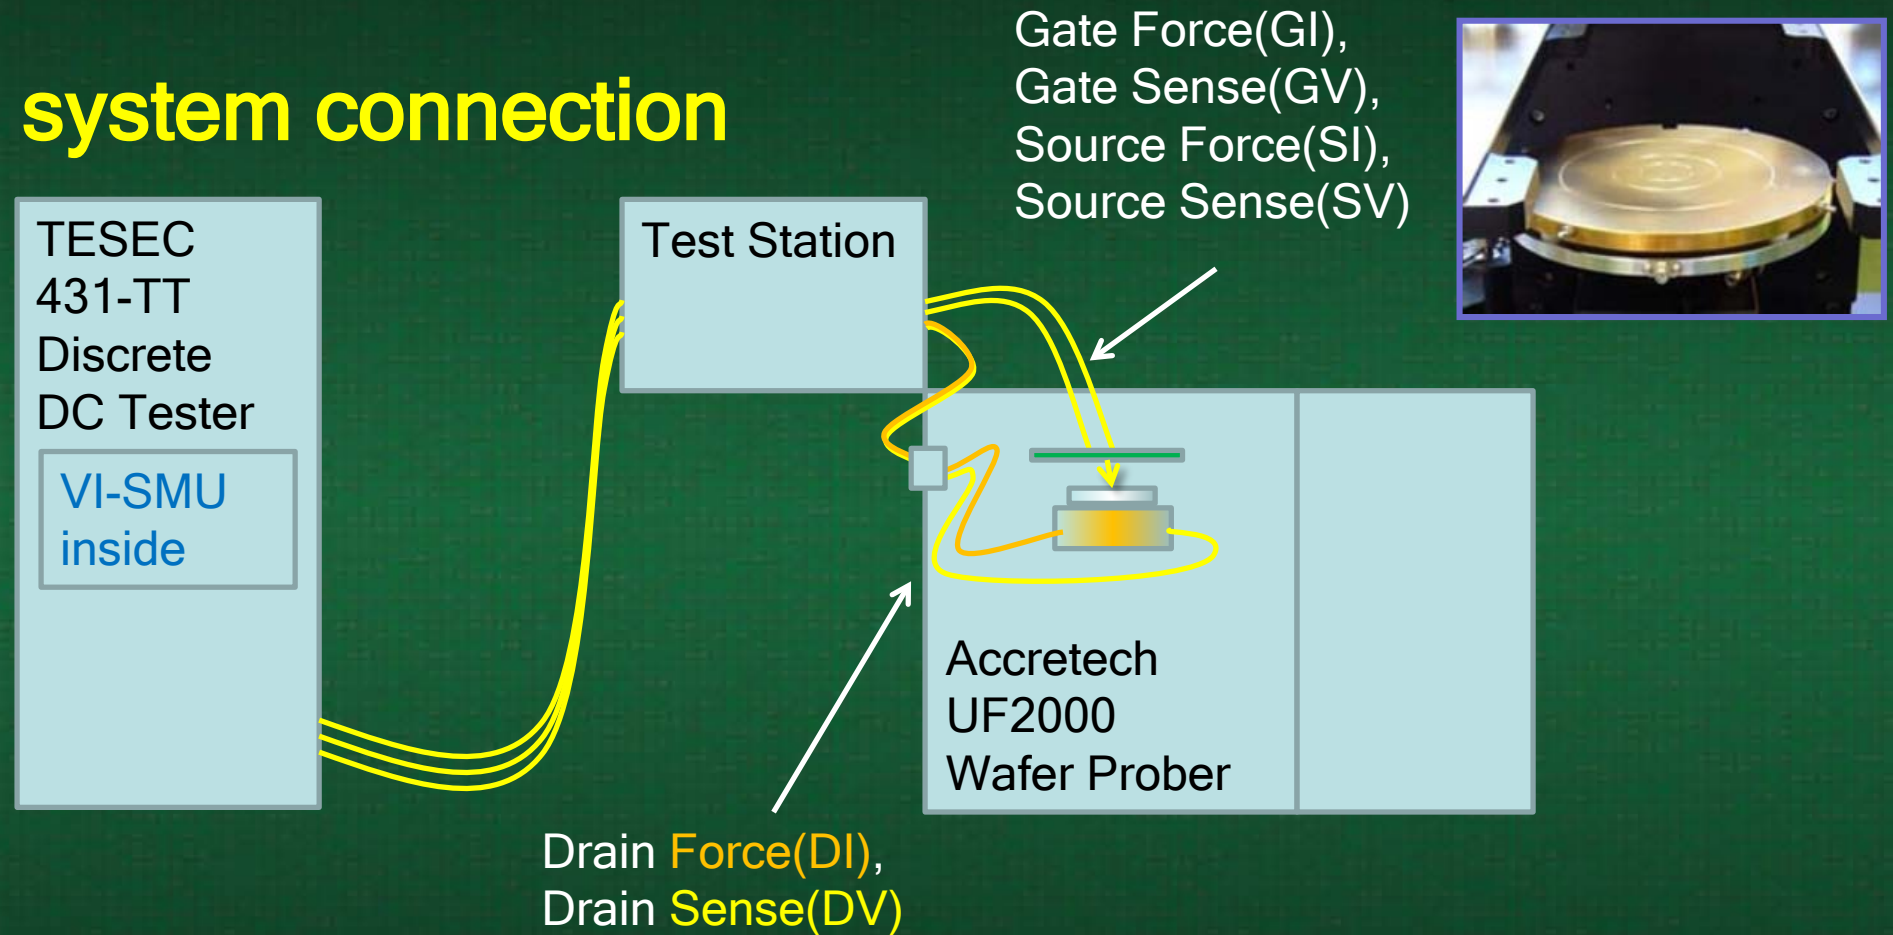 system connection
Gate Force(GI),
Gate Sense(GV),
Source Force(SI),
Source Sense(SV)
TESEC
431-TT
Discrete
DC Tester
VI-SMU
inside
Test Station
Accretech
UF2000
Wafer Prober
Drain Force(DI),
Drain Sense(DV)